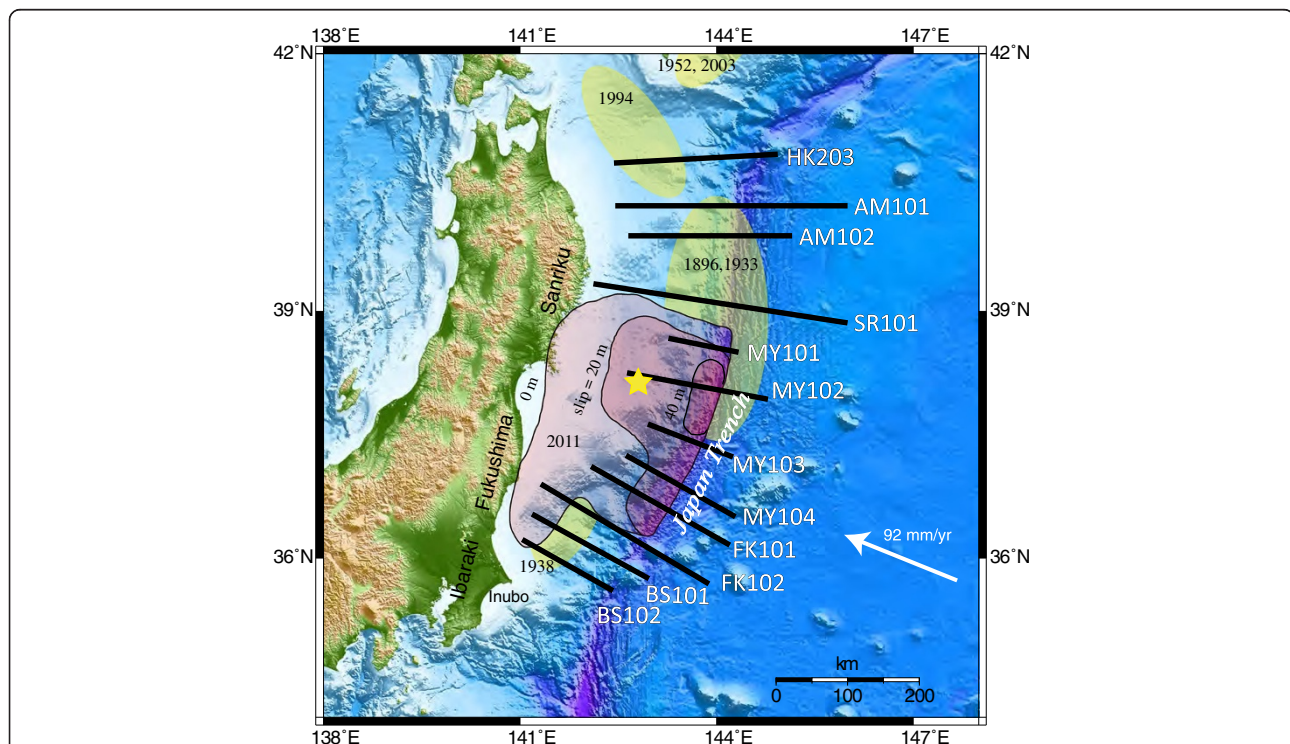 138˚E
141˚E
144˚E
147˚E
42˚N
42˚N
1952, 2003
1994
HK203
AM101
AM102
Sanriku
1896,1933
39˚N
39˚N
SR101
MY101
MY102
0 m
slip = 20 m
40 m
Japan Trench
Fukushima
2011
MY103
MY104
FK101
92 mm/yr
36˚N
36˚N
1938
Ibaraki
Inubo
FK102
BS101
BS102
km
0 100 200
138˚E
141˚E
144˚E
147˚E